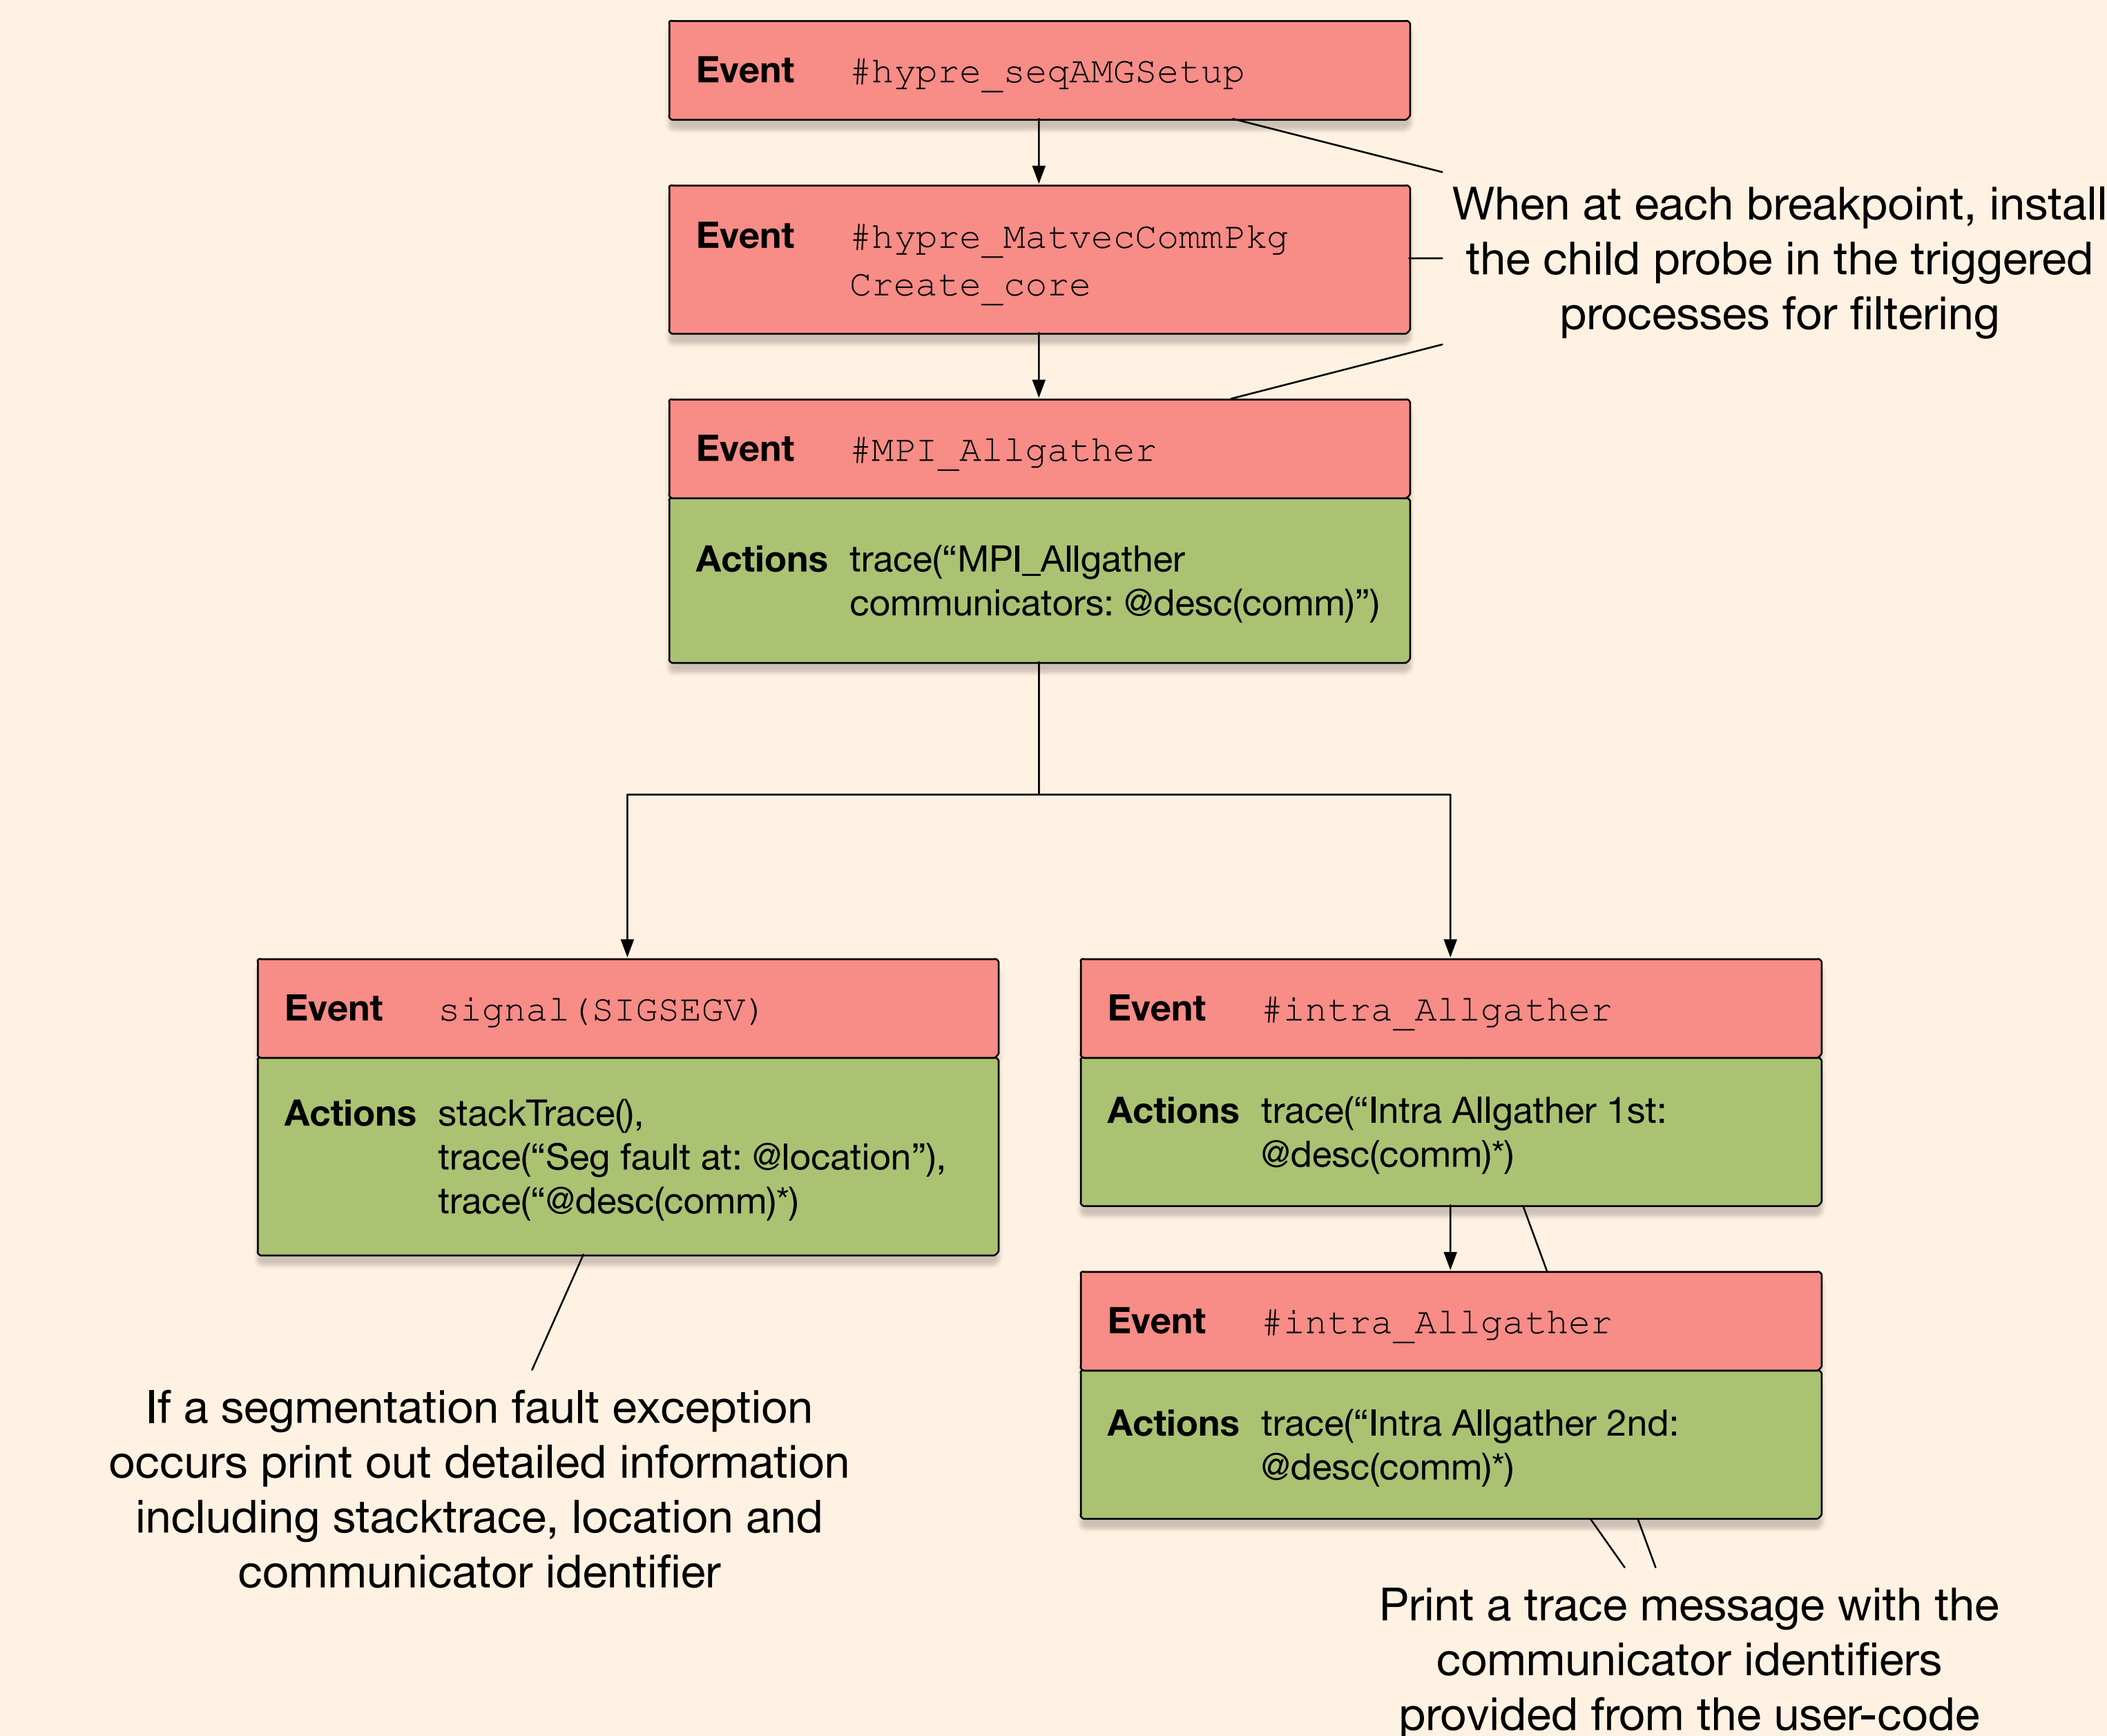 Event #hypre_seqAMGSetup
When at each breakpoint, install
the child probe in the triggered
processes for filtering
Event #hypre_MatvecCommPkg
Create_core
Event #MPI_Allgather
Actions trace(“MPI_Allgather
communicators: @desc(comm)”)
Event signal(SIGSEGV)
Actions stackTrace(),
trace(“Seg fault at: @location”),
trace(“@desc(comm)*)
If a segmentation fault exception
occurs print out detailed information
including stacktrace, location and
communicator identifier
Event #intra_Allgather
Actions trace(“Intra Allgather 1st:
@desc(comm)*)
Event #intra_Allgather
Actions trace(“Intra Allgather 2nd:
@desc(comm)*)
Print a trace message with the
communicator identifiers
provided from the user-code